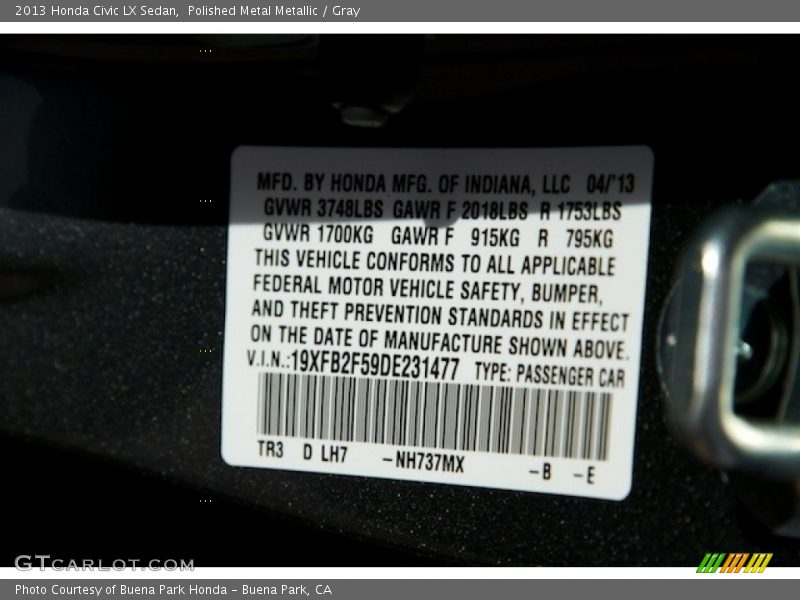 2013 Honda Civic LX Sedan,  Polished Metal Metallic / Gray
MFD. BY HONDA MFG. OF INDIANA, LLC 04/'13
GVWR 3748LBS GAWR F 2018LBS R 1753LBS
GVWR 1700KG GAWR F 915KG R 795KG
THIS VEHICLE CONFORMS TO ALL APPLICABLE
FEDERAL MOTOR VEHICLE SAFETY, BUMPER,
AND THEFT PREVENTION STANDARDS IN EFFECT
ON THE DATE OF MANUFACTURE SHOWN ABOVE.
V.I.N.:19XFB2F59DE231477 TYPE: PASSENGER CAR
TR3 D LH7 -NH737MX -B -E
GTCARLOT.COM
Photo Courtesy of Buena Park Honda - Buena Park, CA